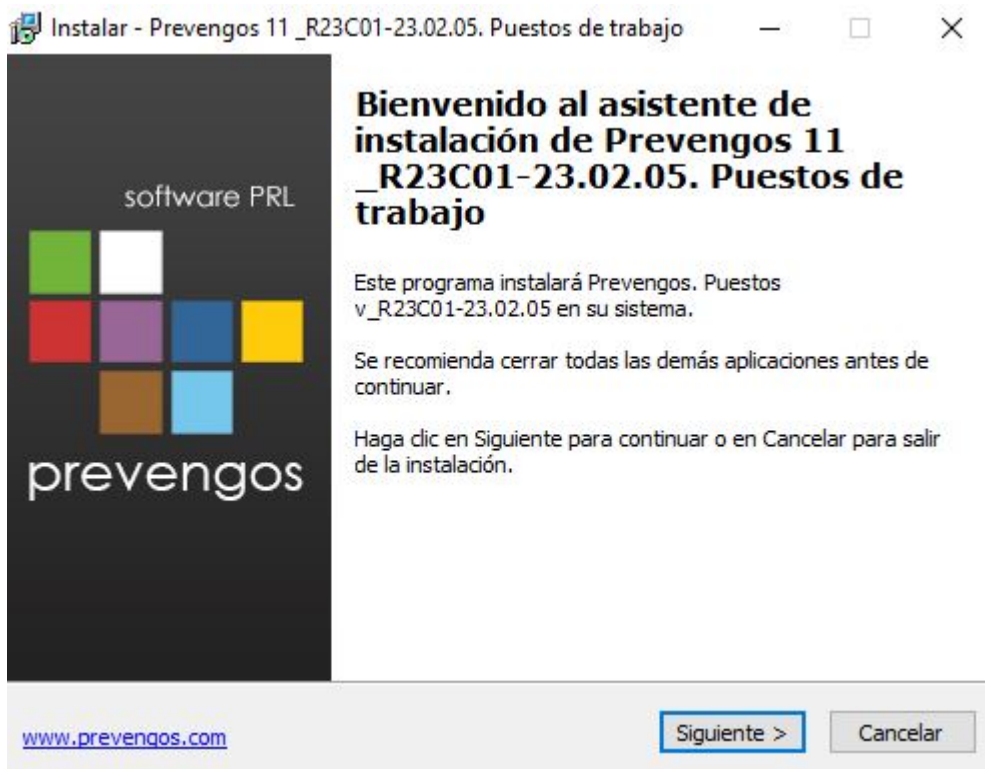 Instalar - Prevengos 11 _R23C01-23.02.05. Puestos de trabajo
software PRL
prevengos
Bienvenido al asistente de
instalación de Prevengos 11
_R23C01-23.02.05. Puestos de
trabajo
Este programa instalará Prevengos. Puestos
v_R23C01-23.02.05 en su sistema.
Se recomienda cerrar todas las demás aplicaciones antes de
continuar.
Haga clic en Siguiente para continuar o en Cancelar para salir
de la instalación.
www.prevengos.com
Siguiente >
Cancelar